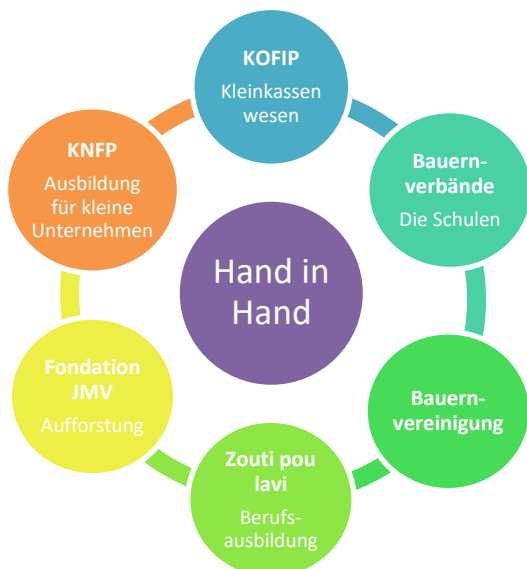 KOFIP
Kleinkassen
wesen
KNFP
Ausbildung
für kleine
Unternehmen
Bauern-
verbände
Die Schulen
Hand in
Hand
Fondation
JMV
Aufforstung
Bauern-
vereinigung
Zouti pou
lavi
Berufs-
ausbildung